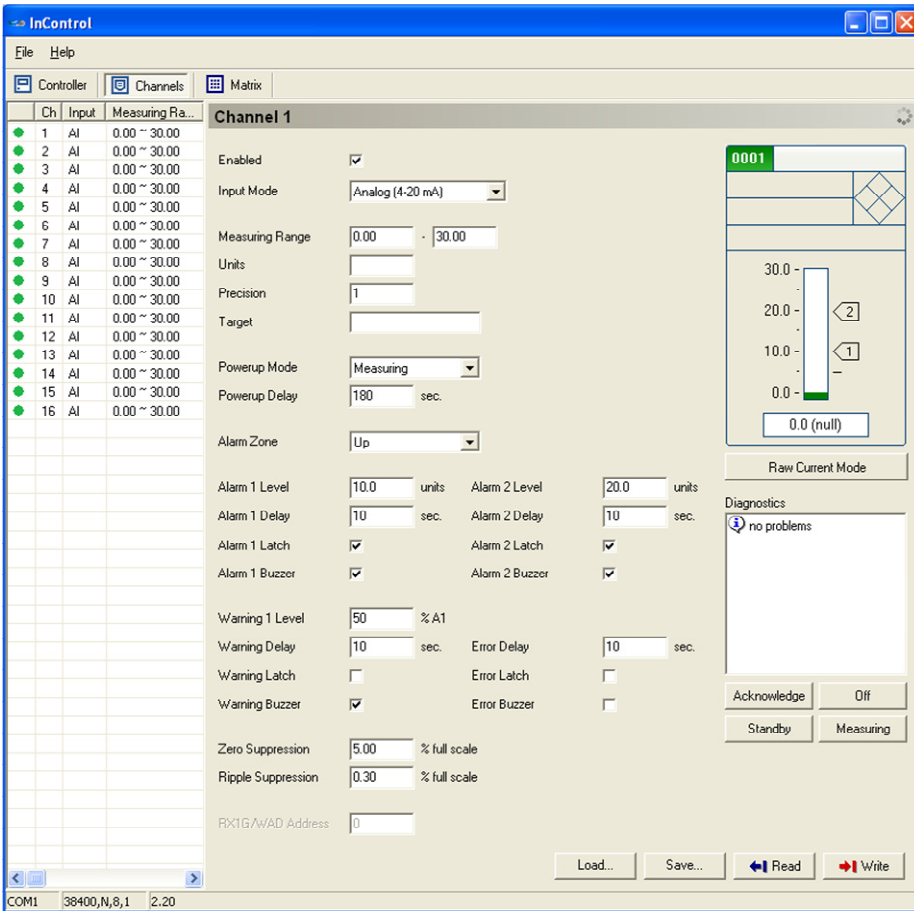 InControl
File Help
Controller Channels Matrix
Ch Input Measuring Ra...
1 AI 0.00 ~ 30.00
2 AI 0.00 ~ 30.00
3 AI 0.00 ~ 30.00
4 AI 0.00 ~ 30.00
5 AI 0.00 ~ 30.00
6 AI 0.00 ~ 30.00
7 AI 0.00 ~ 30.00
8 AI 0.00 ~ 30.00
9 AI 0.00 ~ 30.00
10 AI 0.00 ~ 30.00
11 AI 0.00 ~ 30.00
12 AI 0.00 ~ 30.00
13 AI 0.00 ~ 30.00
14 AI 0.00 ~ 30.00
15 AI 0.00 ~ 30.00
16 AI 0.00 ~ 30.00
Channel 1
Enabled
Input Mode Analog (4-20 mA)
Measuring Range 0.00 - 30.00
Units
Precision 1
Target
Powerup Mode Measuring
Powerup Delay 180 sec.
Alarm Zone Up
Alarm 1 Level 10.0 units Alarm 2 Level 20.0 units
Alarm 1 Delay 10 sec. Alarm 2 Delay 10 sec.
Alarm 1 Latch Alarm 2 Latch
Alarm 1 Buzzer Alarm 2 Buzzer
Warning 1 Level 50 % A1
Warning Delay 10 sec. Error Delay 10 sec.
Warning Latch Error Latch
Warning Buzzer Error Buzzer
Zero Suppression 5.00 % full scale
Ripple Suppression 0.30 % full scale
RX1G/WAD Address 0
0001
30.0 -
20.0 - 2
10.0 - 1
0.0 -
0.0 (null)
Raw Current Mode
Diagnostics
no problems
Acknowledge Off
Standby Measuring
Load... Save... Read Write
COM1 38400,N,8,1 2.20